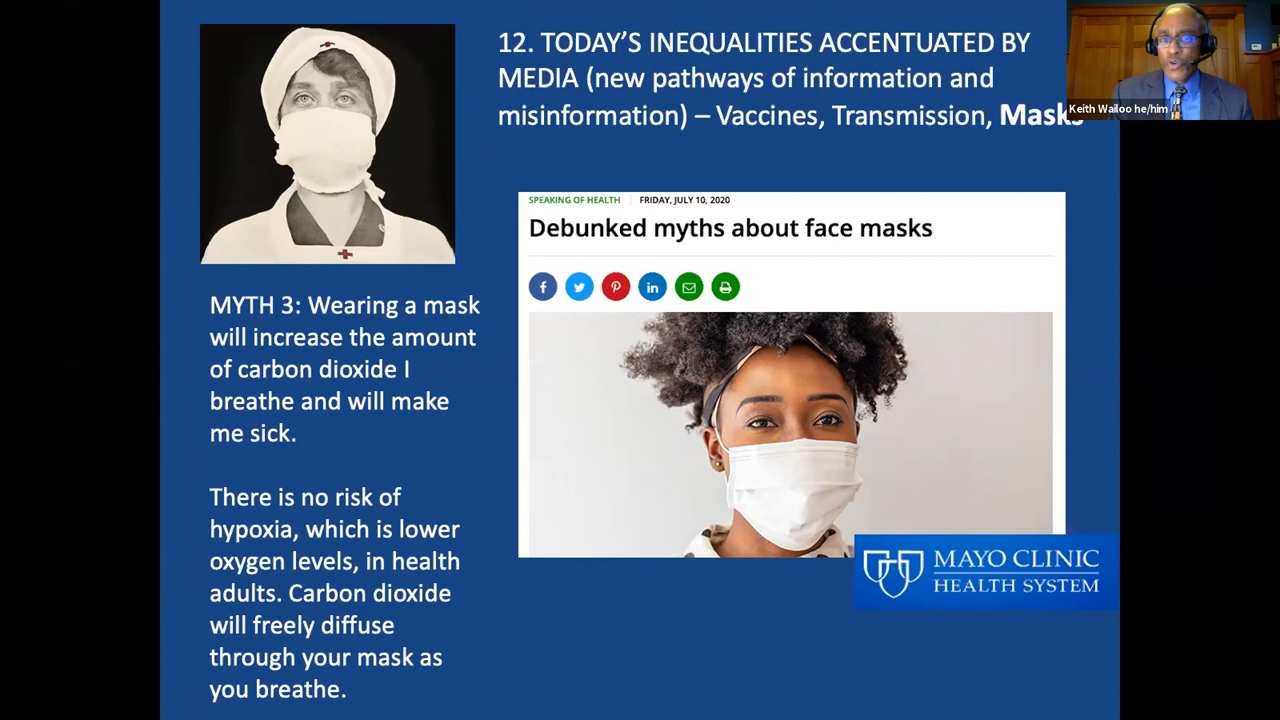 12. TODAY'S INEQUALITIES ACCENTUATED BY
MEDIA (new pathways of information and
misinformation) – Vaccines, Transmission, Masks
Keith Wailoo he/him
SPEAKING OF HEALTH
FRIDAY, JULY 10, 2020
Debunked myths about face masks
MYTH 3: Wearing a mask
will increase the amount
of carbon dioxide I
breathe and will make
me sick.
There is no risk of
hypoxia, which is lower
oxygen levels, in health
adults. Carbon dioxide
will freely diffuse
through your mask as
you breathe.
MAYO CLINIC
HEALTH SYSTEM